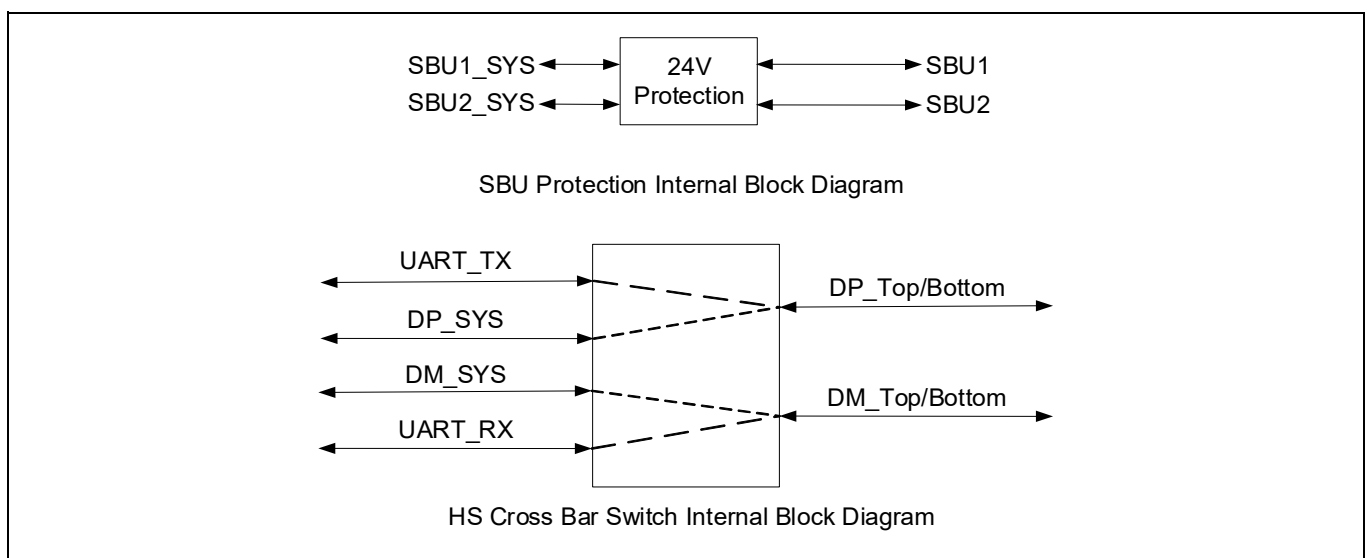 SBU1_SYS
24V
SBU1
SBU2_SYS
Protection
SBU2
SBU Protection Internal Block Diagram
UART_TX
DP_Top/Bottom
DP_SYS
DM_SYS
DM_Top/Bottom
UART_RX
HS Cross Bar Switch Internal Block Diagram